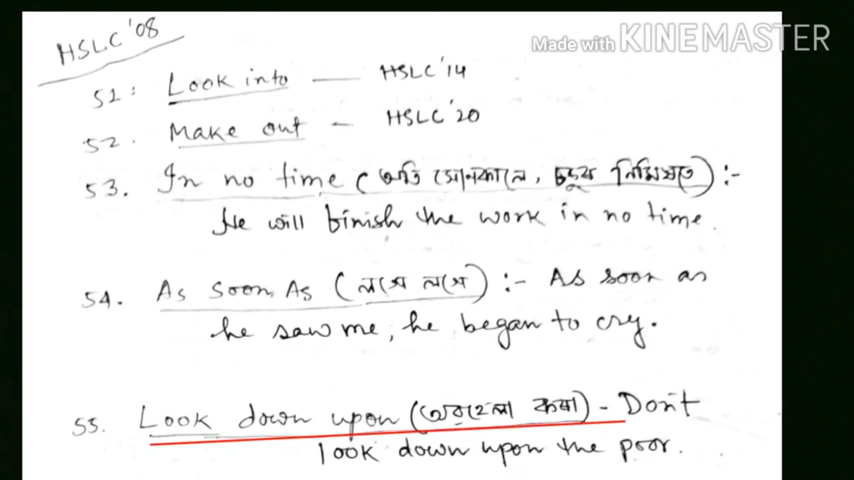 HSLC '08
Made with KINEMASTER
51: Look into — HSLC'14
52. Make out — HSLC'20
53. In no time (অতি সোনকালে, চকুৰ নিমিষতে) :-
He will finish the work in no time.
54. As soon As (লগে লগে) :- As soon as
he saw me, he began to cry.
55. Look down upon (অৱহেলা কৰা) - Don't
look down upon the poor.